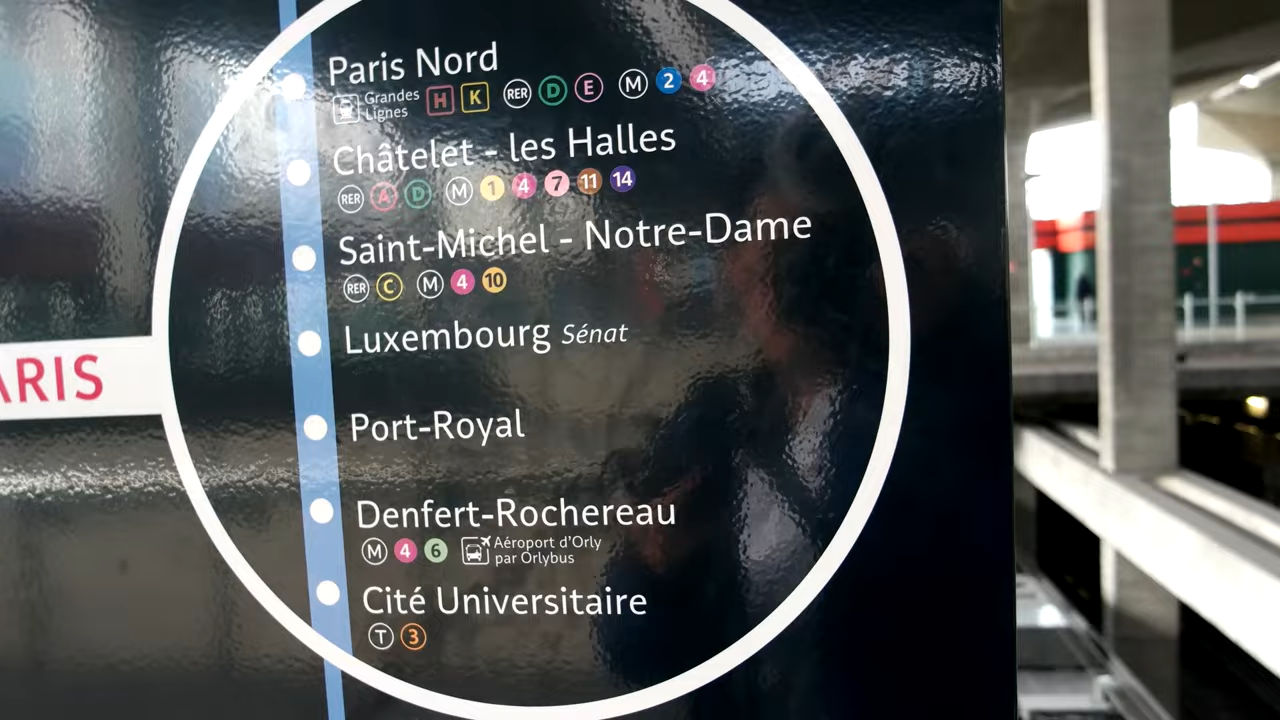 Paris Nord
Grandes Lignes H K RER D E M 2 4
Châtelet - les Halles
RER A D M 1 4 7 11 14
Saint-Michel - Notre-Dame
RER C M 4 10
Luxembourg Sénat
ARIS
Port-Royal
Denfert-Rochereau
M 4 6 Aéroport d'Orly
par Orlybus
Cité Universitaire
T 3